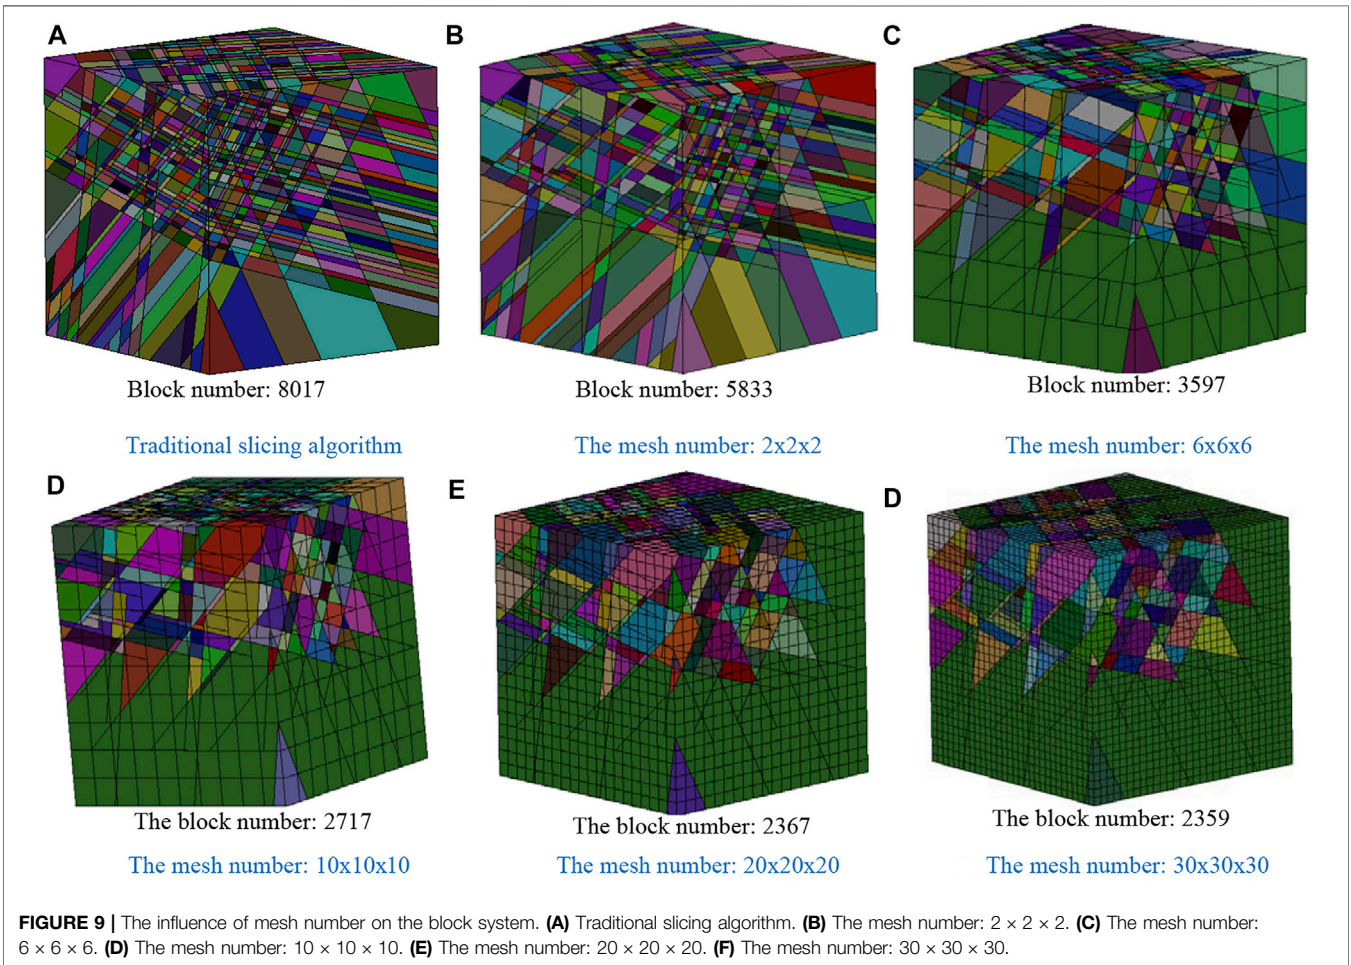 A
B
C
Block number: 8017
Block number: 5833
Block number: 3597
Traditional slicing algorithm
The mesh number: 2x2x2
The mesh number: 6x6x6
D
E
D
The block number: 2717
The block number: 2367
The block number: 2359
The mesh number: 10x10x10
The mesh number: 20x20x20
The mesh number: 30x30x30
FIGURE 9 | The influence of mesh number on the block system. (A) Traditional slicing algorithm. (B) The mesh number: 2 × 2 × 2. (C) The mesh number:
6 × 6 × 6. (D) The mesh number: 10 × 10 × 10. (E) The mesh number: 20 × 20 × 20. (F) The mesh number: 30 × 30 × 30.